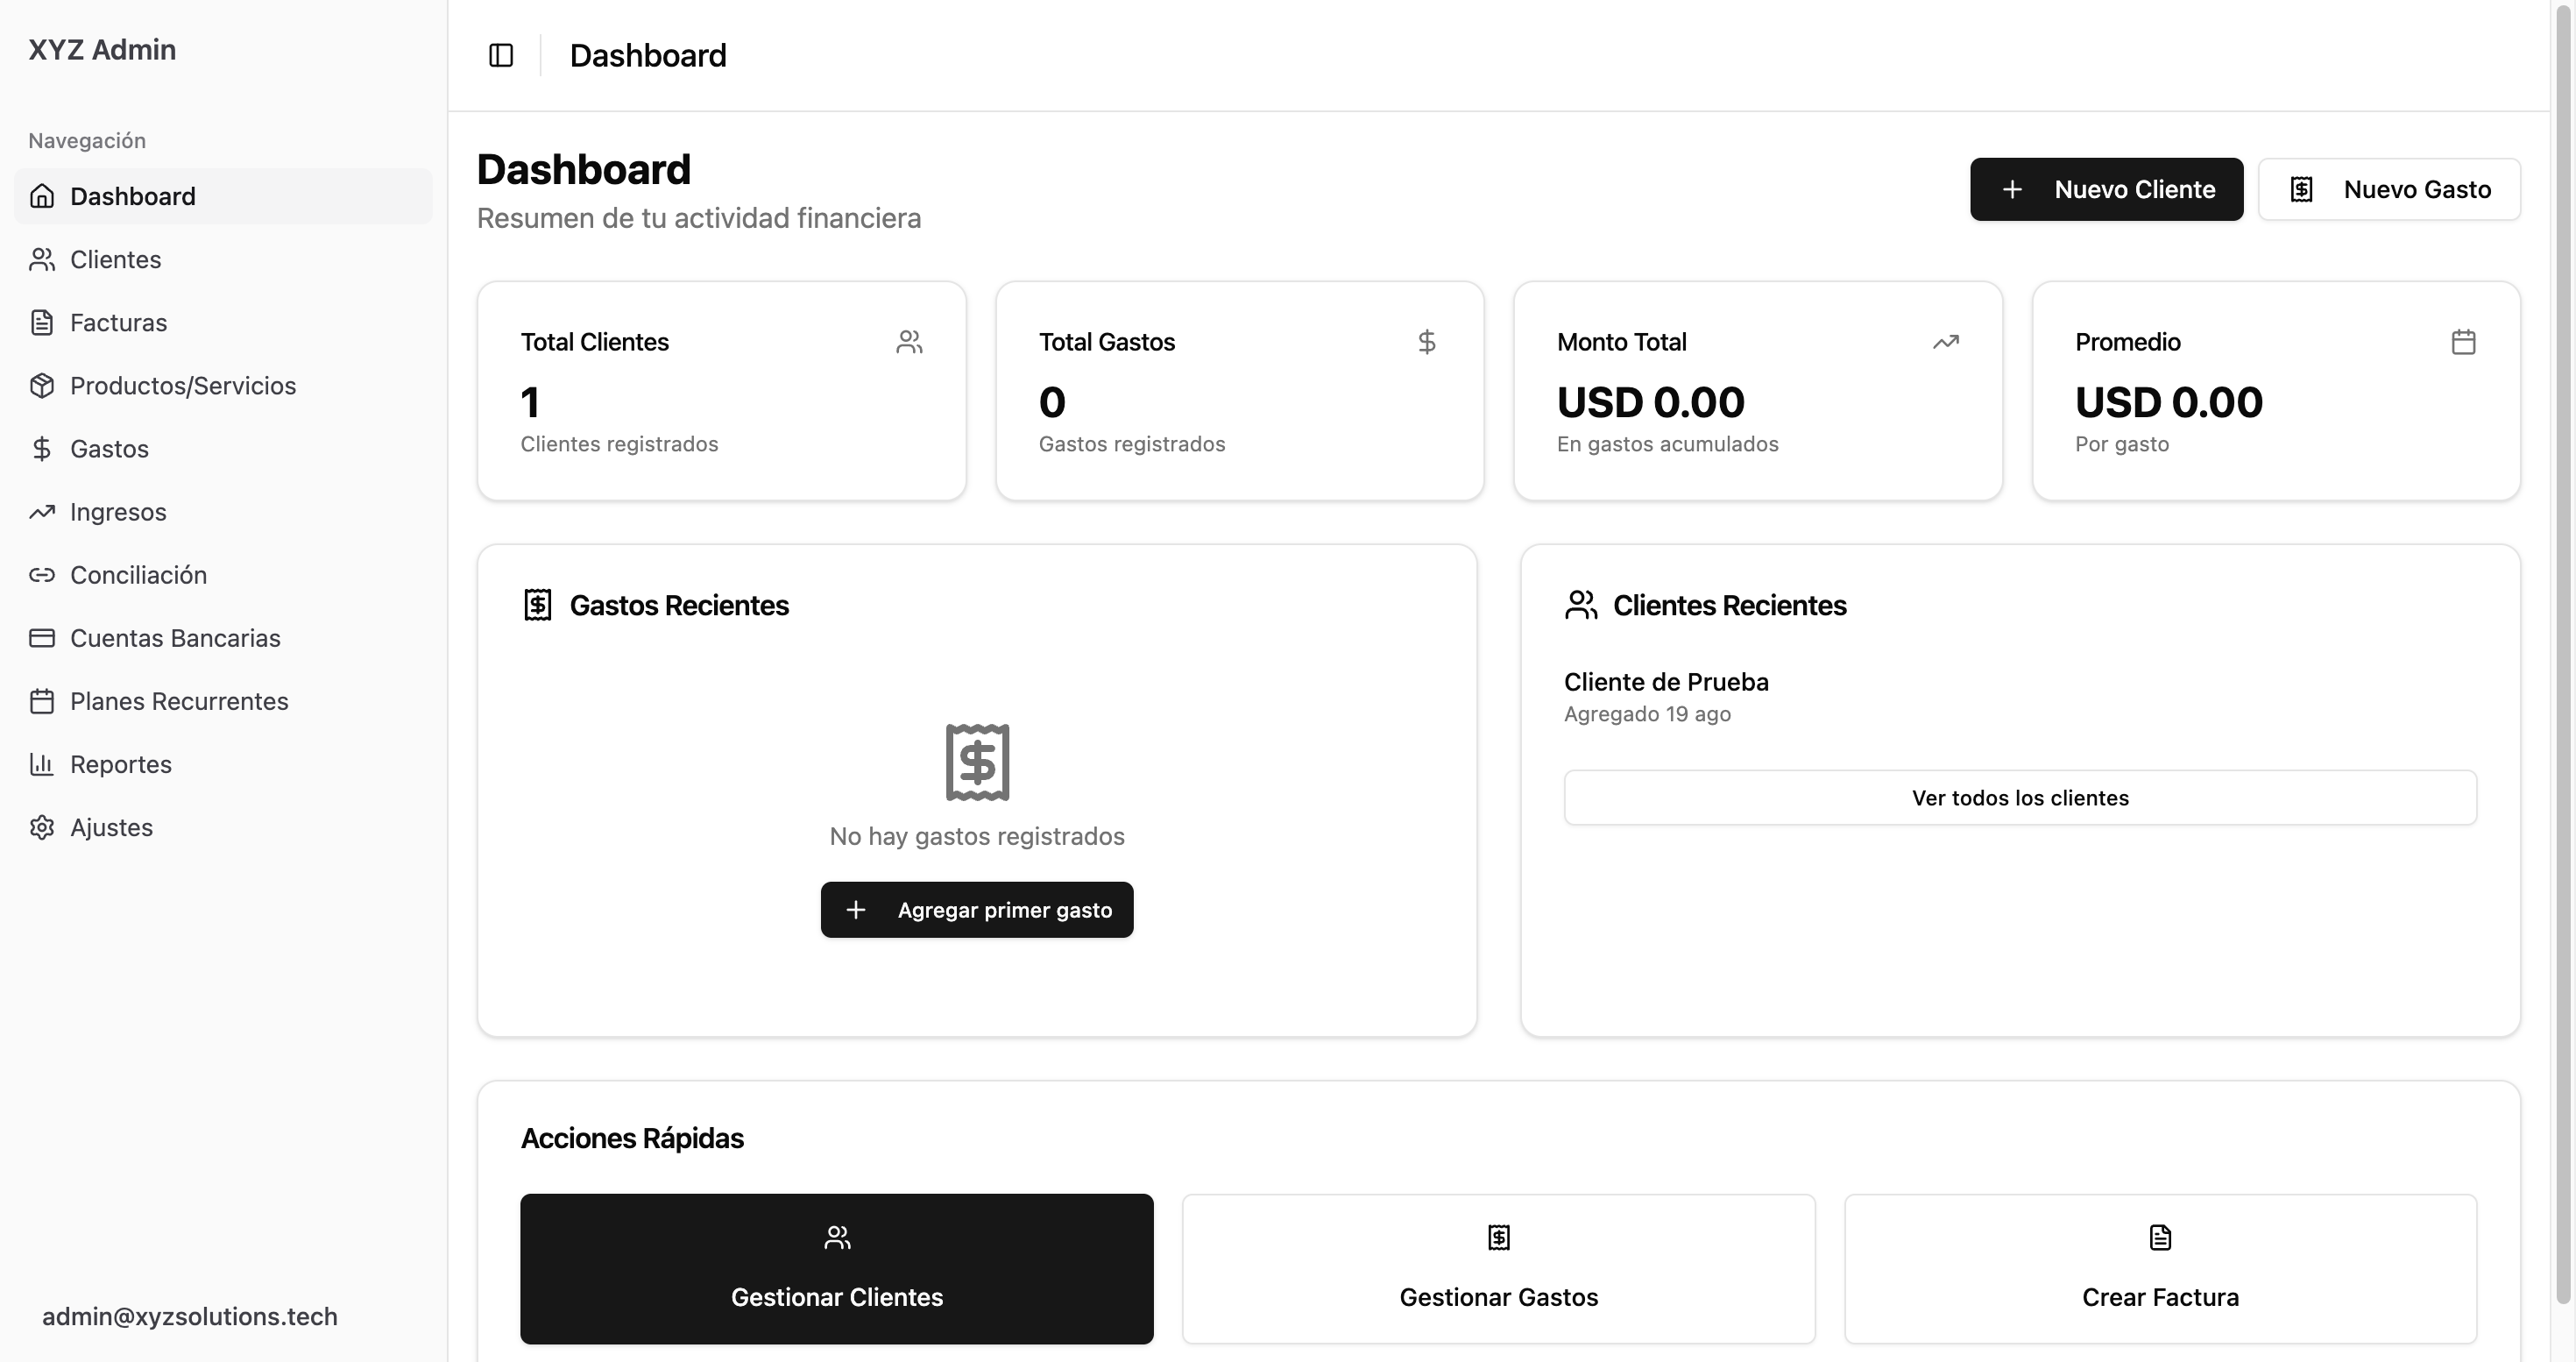 XYZ Admin
Navegación
Dashboard
Clientes
Facturas
Productos/Servicios
Gastos
Ingresos
Conciliación
Cuentas Bancarias
Planes Recurrentes
Reportes
Ajustes
admin@xyzsolutions.tech
Dashboard
Dashboard
Resumen de tu actividad financiera
Nuevo Cliente
Nuevo Gasto
Total Clientes
1
Clientes registrados
Total Gastos
0
Gastos registrados
Monto Total
USD 0.00
En gastos acumulados
Promedio
USD 0.00
Por gasto
Gastos Recientes
No hay gastos registrados
Agregar primer gasto
Clientes Recientes
Cliente de Prueba
Agregado 19 ago
Ver todos los clientes
Acciones Rápidas
Gestionar Clientes
Gestionar Gastos
Crear Factura